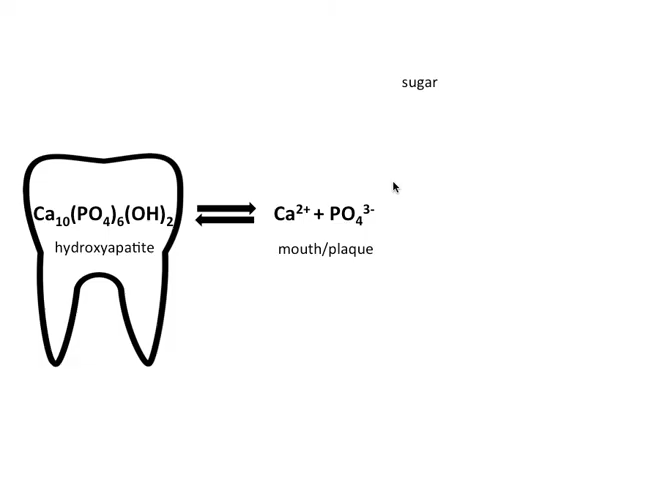 sugar
Ca₁₀(PO₄)₆(OH)₂ Ca²⁺ + PO₄³⁻
hydroxyapatite mouth/plaque